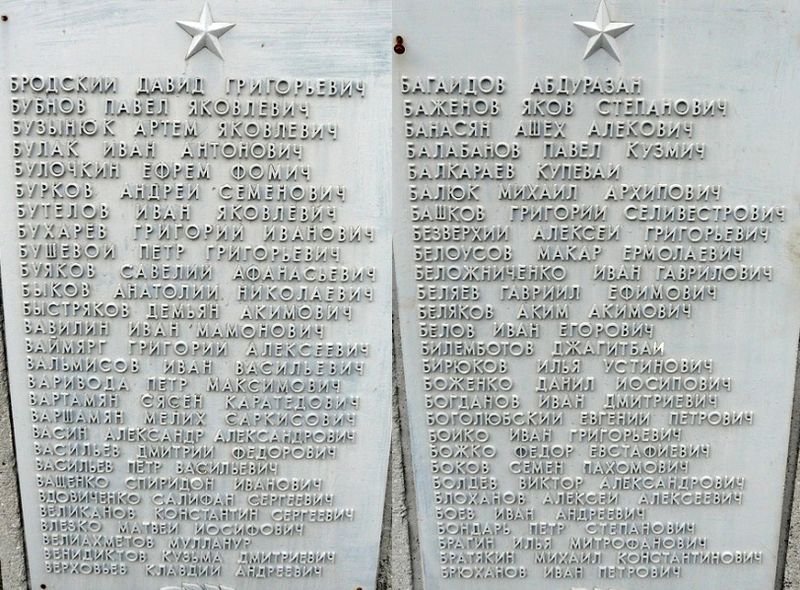 БРОДСКИЙ ДАВИД ГРИГОРЬЕВИЧ
БУБНОВ ПАВЕЛ ЯКОВЛЕВИЧ
БУЗЫНЮК АРТЕМ ЯКОВЛЕВИЧ
БУЛАК ИВАН АНТОНОВИЧ
БУЛОЧКИН ЕФРЕМ ФОМИЧ
БУРКОВ АНДРЕЙ СЕМЕНОВИЧ
БУТЕЛОВ ИВАН ЯКОВЛЕВИЧ
БУХАРЕВ ГРИГОРИЙ ИВАНОВИЧ
БУШЕВОЙ ПЕТР ГРИГОРЬЕВИЧ
БУЯКОВ САВЕЛИЙ АФАНАСЬЕВИЧ
БЫКОВ АНАТОЛИЙ НИКОЛАЕВИЧ
БЫСТРЯКОВ ДЕМЬЯН АКИМОВИЧ
ВАВИЛИН ИВАН МАМОНОВИЧ
ВАЙМЯРГ ГРИГОРИЙ АЛЕКСЕЕВИЧ
ВАЛЬМИСОВ ИВАН ВАСИЛЬЕВИЧ
ВАРИВОДА ПЕТР МАКСИМОВИЧ
ВАРТАМЯН СЯСЕН КАРАТЕДОВИЧ
ВАРШАМЯН МЕЛИХ САРКИСОВИЧ
ВАСИН АЛЕКСАНДР АЛЕКСАНДРОВИЧ
ВАСИЛЬЕВ ДМИТРИЙ ФЕДОРОВИЧ
ВАСИЛЬЕВ ПЕТР ВАСИЛЬЕВИЧ
ВАЩЕНКО СПИРИДОН ИВАНОВИЧ
ВДОВИЧЕНКО САЛИФАН СЕРГЕЕВИЧ
ВЕЛИКАНОВ КОНСТАНТИН СЕРГЕЕВИЧ
ВЛЕЗКО МАТВЕЙ ИОСИФОВИЧ
ВЕЛИАХМЕТОВ МУЛЛАНУР
ВЕНИДИКТОВ КУЗЬМА ДМИТРИЕВИЧ
ВЕРХОВЬЕВ КЛАВДИЙ АНДРЕЕВИЧ
БАГАИДОВ АБДУРАЗАН
БАЖЕНОВ ЯКОВ СТЕПАНОВИЧ
БАНАСЯН АШЕХ АЛЕКОВИЧ
БАЛАБАНОВ ПАВЕЛ КУЗМИЧ
БАЛКАРАЕВ КУПЕВАЙ
БАЛЮК МИХАИЛ АРХИПОВИЧ
БАШКОВ ГРИГОРИЙ СЕЛИВЕСТРОВИЧ
БЕЗВЕРХИЙ АЛЕКСЕЙ ГРИГОРЬЕВИЧ
БЕЛОУСОВ МАКАР ЕРМОЛАЕВИЧ
БЕЛОЖНИЧЕНКО ИВАН ГАВРИЛОВИЧ
БЕЛЯЕВ ГАВРИИЛ ЕФИМОВИЧ
БЕЛЯКОВ АКИМ АКИМОВИЧ
БЕЛОВ ИВАН ЕГОРОВИЧ
БИЛЕМБОТОВ ДЖАГИТБАЙ
БИРЮКОВ ИЛЬЯ УСТИНОВИЧ
БОЖЕНКО ДАНИЛ ИОСИПОВИЧ
БОГДАНОВ ИВАН ДМИТРИЕВИЧ
БОГОЛЮБСКИЙ ЕВГЕНИЙ ПЕТРОВИЧ
БОЙКО ИВАН ГРИГОРЬЕВИЧ
БОЖКО ФЕДОР ЕВСТАФИЕВИЧ
БОКОВ СЕМЕН ПАХОМОВИЧ
БОЛДЕВ ВИКТОР АЛЕКСАНДРОВИЧ
БЛОХАНОВ АЛЕКСЕЙ АЛЕКСЕЕВИЧ
БОЕВ ИВАН АНДРЕЕВИЧ
БОНДАРЬ ПЕТР СТЕПАНОВИЧ
БРАГИН ИЛЬЯ МИТРОФАНОВИЧ
БРАТЯКИН МИХАИЛ КОНСТАНТИНОВИЧ
БРЮХАНОВ ИВАН ПЕТРОВИЧ